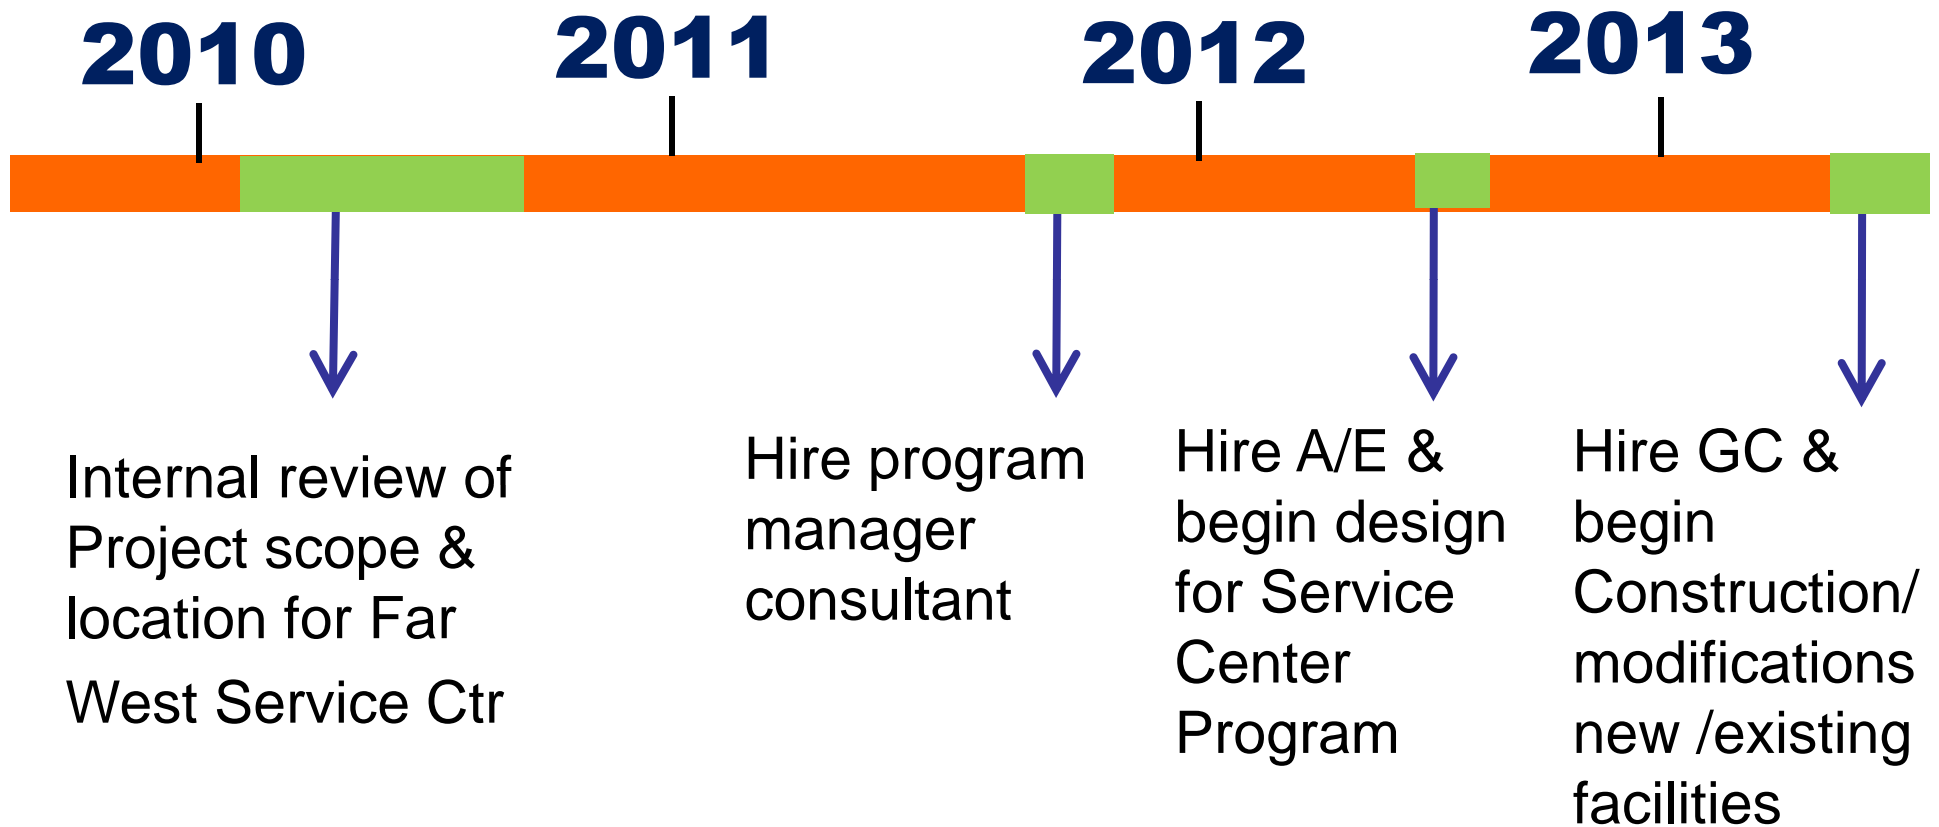 2010
2011
2012
2013
Internal review of
Project scope &
location for Far
West Service Ctr
Hire program
manager
consultant
Hire A/E &
begin design
for Service
Center
Program
Hire GC &
begin
Construction/
modifications
new /existing
facilities